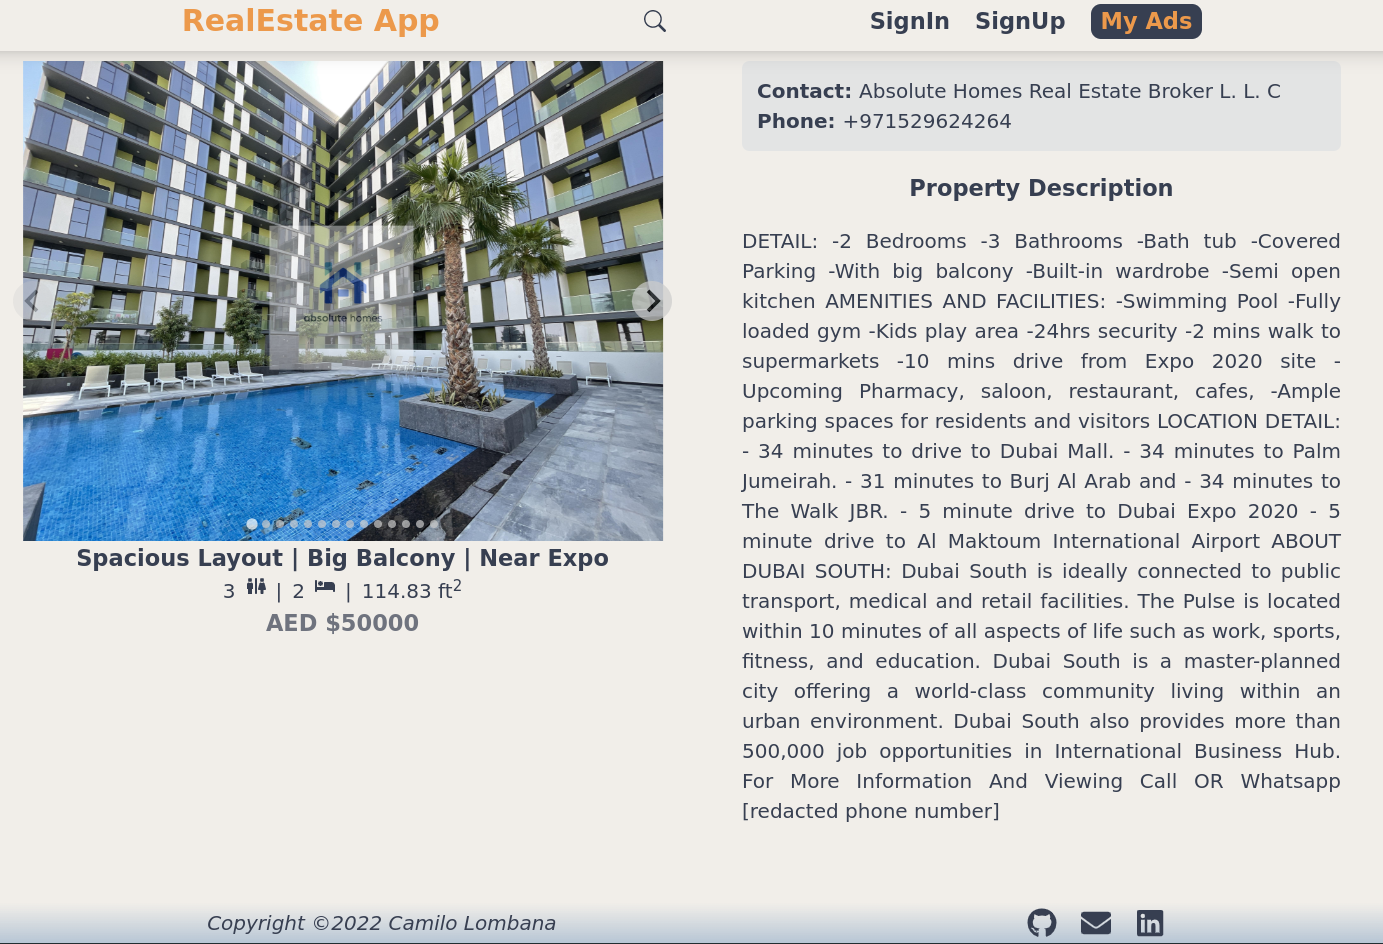 RealEstate App
SignIn SignUp My Ads
absolute homes
Spacious Layout | Big Balcony | Near Expo
3 | 2 | 114.83 ft²
AED $50000
Contact: Absolute Homes Real Estate Broker L. L. C
Phone: +971529624264
Property Description
DETAIL: -2 Bedrooms -3 Bathrooms -Bath tub -Covered
Parking -With big balcony -Built-in wardrobe -Semi open
kitchen AMENITIES AND FACILITIES: -Swimming Pool -Fully
loaded gym -Kids play area -24hrs security -2 mins walk to
supermarkets -10 mins drive from Expo 2020 site -
Upcoming Pharmacy, saloon, restaurant, cafes, -Ample
parking spaces for residents and visitors LOCATION DETAIL:
- 34 minutes to drive to Dubai Mall. - 34 minutes to Palm
Jumeirah. - 31 minutes to Burj Al Arab and - 34 minutes to
The Walk JBR. - 5 minute drive to Dubai Expo 2020 - 5
minute drive to Al Maktoum International Airport ABOUT
DUBAI SOUTH: Dubai South is ideally connected to public
transport, medical and retail facilities. The Pulse is located
within 10 minutes of all aspects of life such as work, sports,
fitness, and education. Dubai South is a master-planned
city offering a world-class community living within an
urban environment. Dubai South also provides more than
500,000 job opportunities in International Business Hub.
For More Information And Viewing Call OR Whatsapp
[redacted phone number]
Copyright ©2022 Camilo Lombana